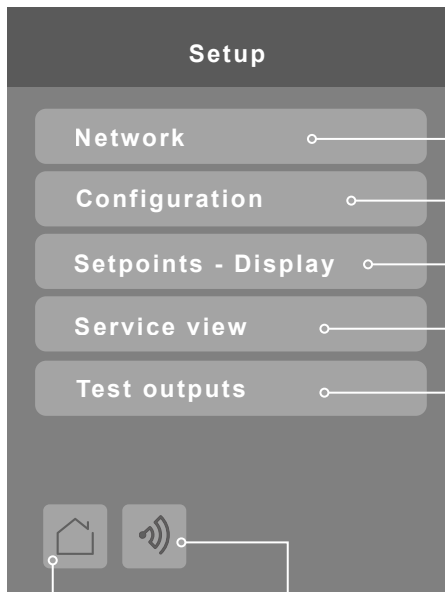 Setup
Network
Configuration
Setpoints - Display
Service view
Test outputs